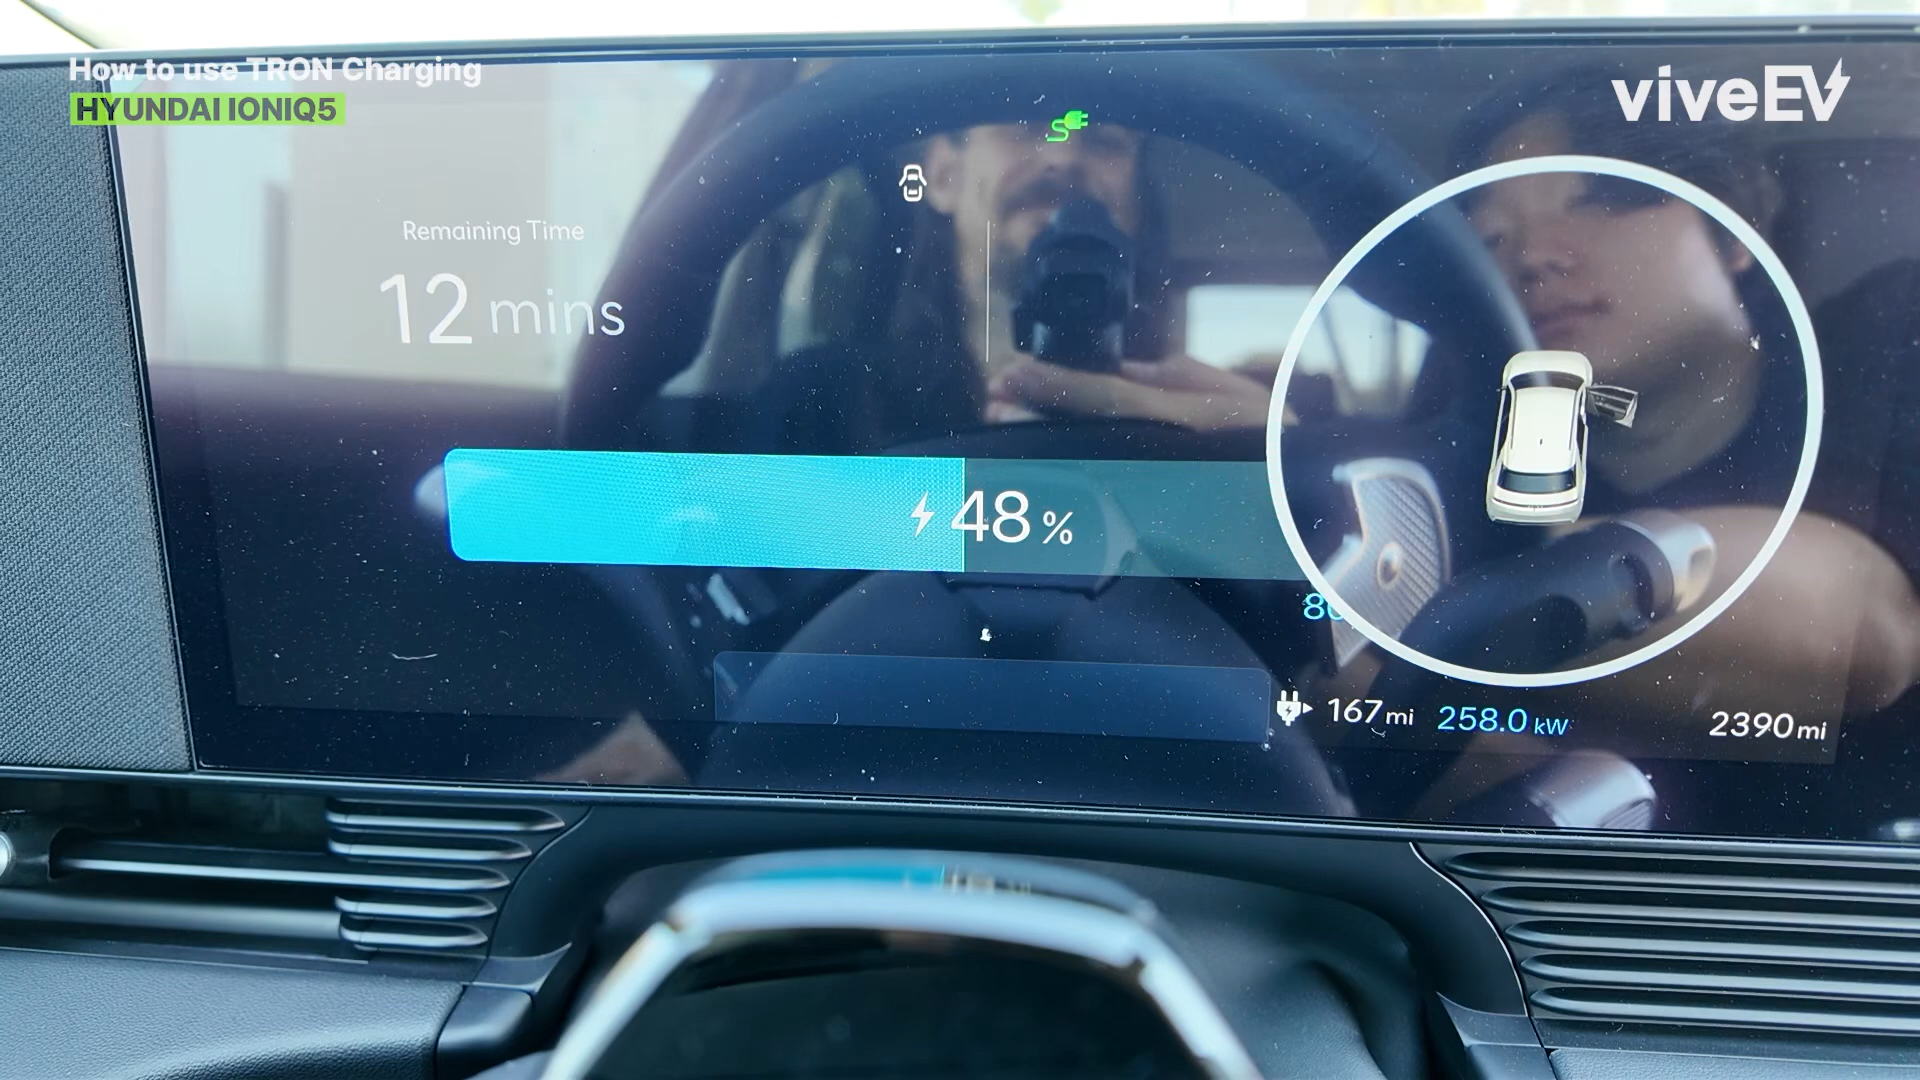 How to use TRON Charging
HYUNDAI IONIQ5
viveEV
Remaining Time
12 mins
48 %
167 mi 258.0 kW 2390 mi